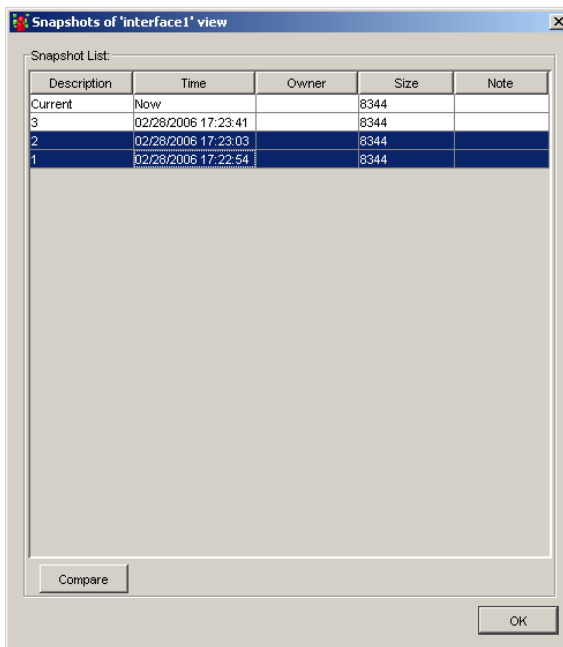 Snapshots of 'interface1' view
Snapshot List:
Description Time Owner Size Note
Current Now 8344
3 02/28/2006 17:23:41 8344
2 02/28/2006 17:23:03 8344
1 02/28/2006 17:22:54 8344
Compare
OK